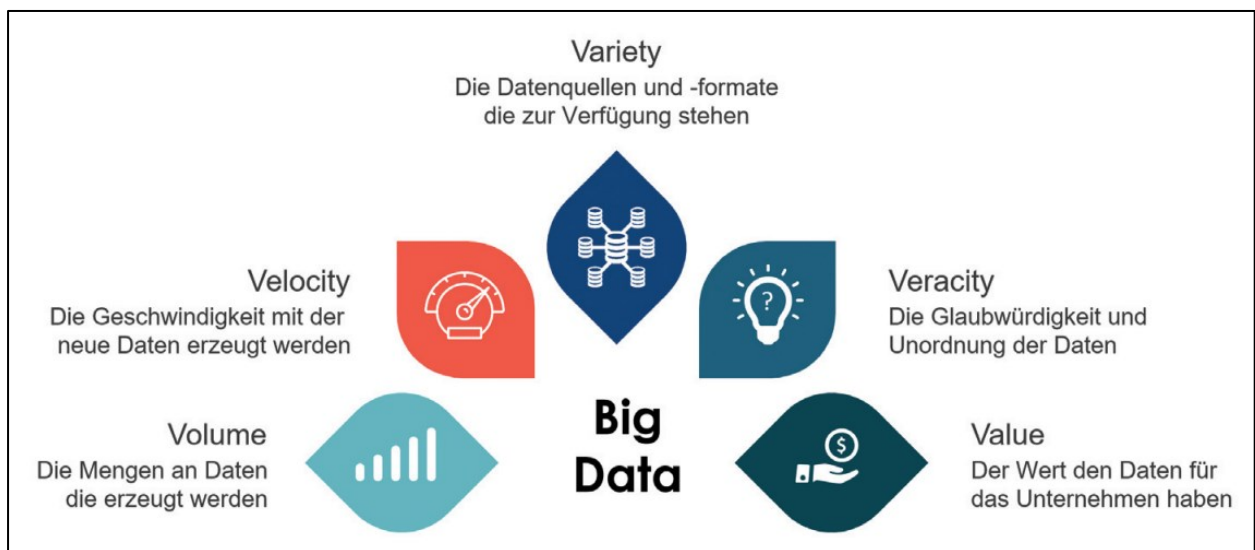 Variety
Die Datenquellen und -formate
die zur Verfügung stehen
Velocity
Die Geschwindigkeit mit der
neue Daten erzeugt werden
Veracity
Die Glaubwürdigkeit und
Unordnung der Daten
?
Volume
Die Mengen an Daten
die erzeugt werden
Big
Data
$
Value
Der Wert den Daten für
das Unternehmen haben